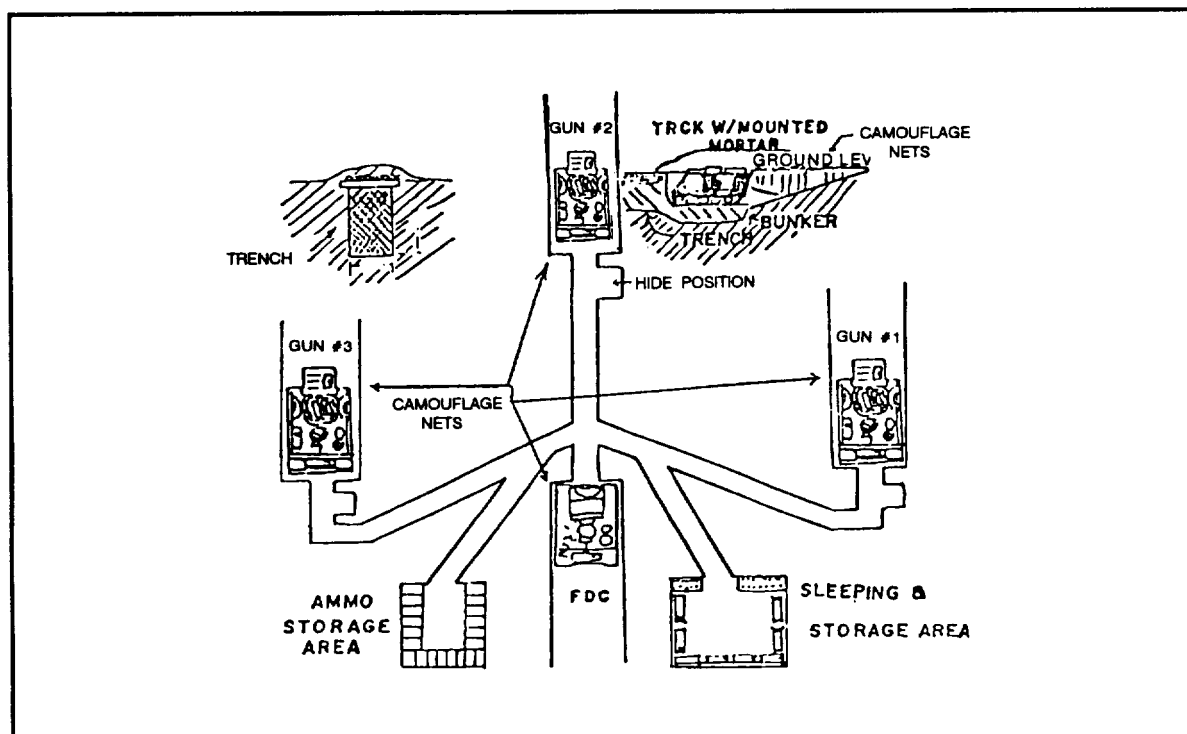 GUN #2
TRCK W/MOUNTED
MORTAR
CAMOUFLAGE
NETS
GROUND LEV
BUNKER
TRENCH
TRENCH
HIDE POSITION
GUN #3
GUN #1
CAMOUFLAGE
NETS
AMMO
STORAGE
AREA
FDC
SLEEPING &
STORAGE AREA